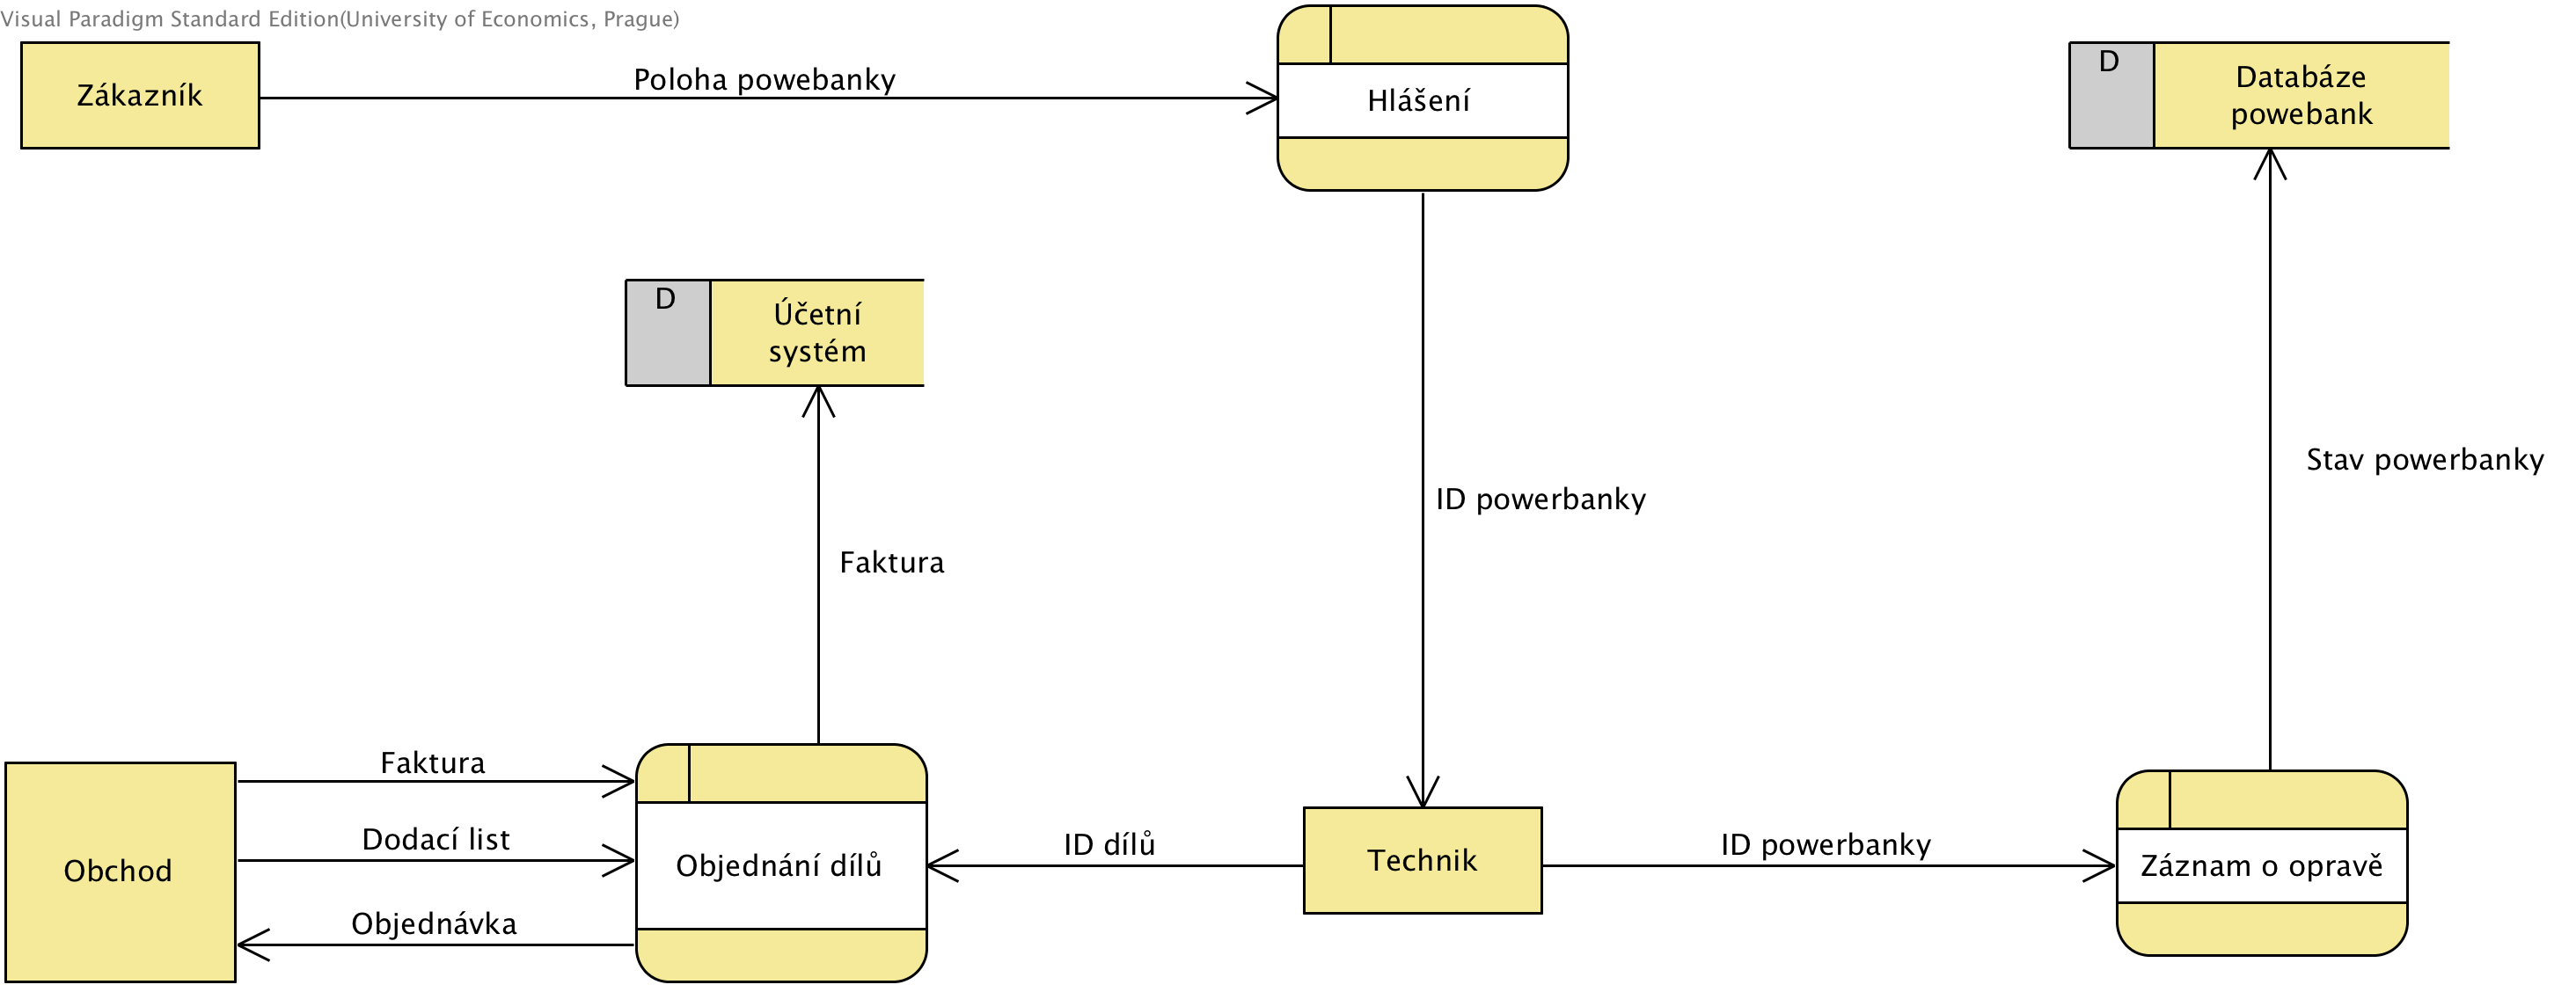 Visual Paradigm Standard Edition(University of Economics, Prague)
Zákazník
Poloha powebanky
Hlášení
D
Databáze
powebank
D
Účetní
systém
Stav powerbanky
ID powerbanky
Faktura
Faktura
Dodací list
Obchod
Objednávka
Objednání dílů
ID dílů
Technik
ID powerbanky
Záznam o opravě